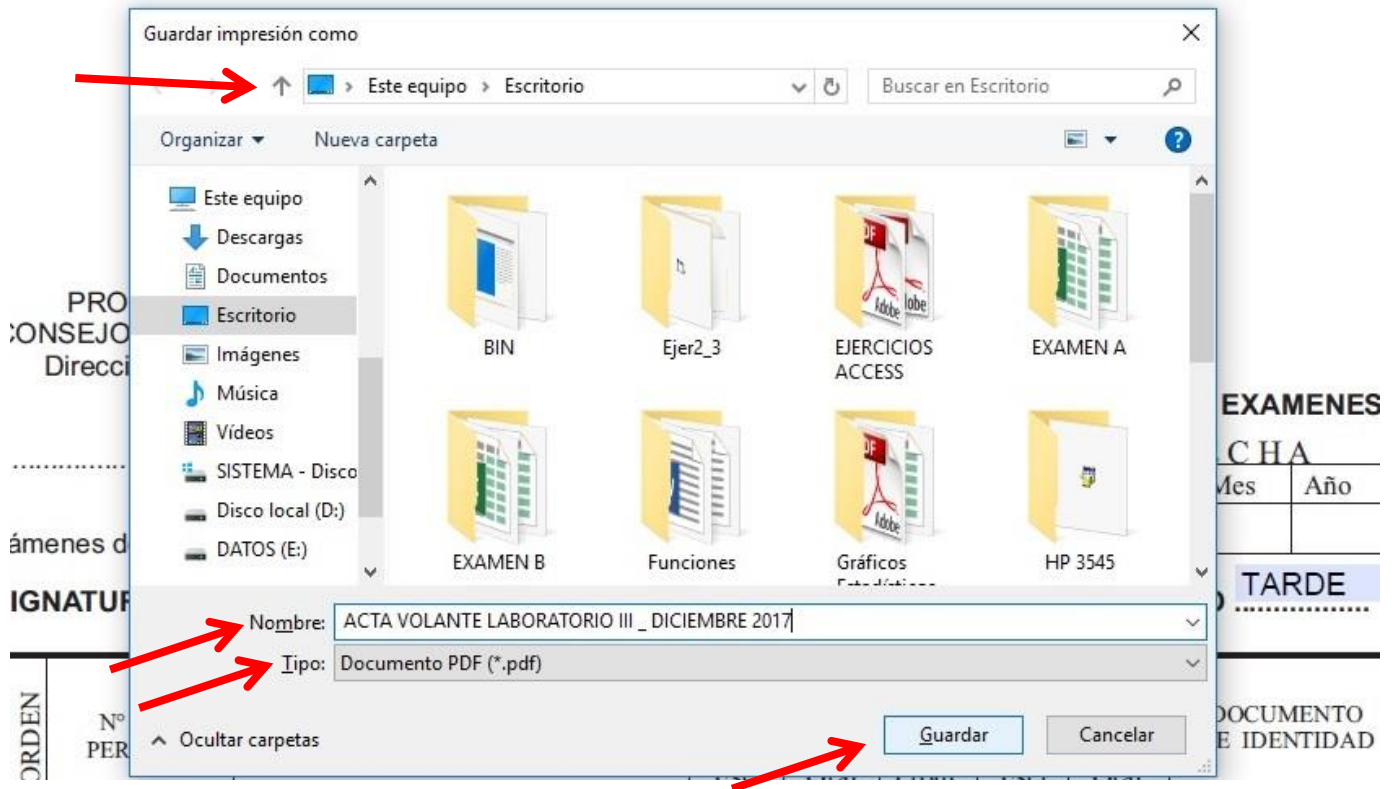 Guardar impresión como
Este equipo > Escritorio
Buscar en Escritorio
Organizar
Nueva carpeta
Este equipo
Descargas
Documentos
Escritorio
Imágenes
Música
Vídeos
SISTEMA - Disco
Disco local (D:)
DATOS (E:)
BIN
Ejer2_3
EJERCICIOS
ACCESS
EXAMEN A
EXAMEN B
Funciones
Gráficos
HP 3545
PRO
CONSEJO
Direcci
EXAMENES
CHA
Mes Año
ámenes d
IGNATUR
TARDE
Nombre: ACTA VOLANTE LABORATORIO III _ DICIEMBRE 2017
Tipo: Documento PDF (*.pdf)
ORDEN
N°
PER
Ocultar carpetas
Guardar
Cancelar
DOCUMENTO
E IDENTIDAD